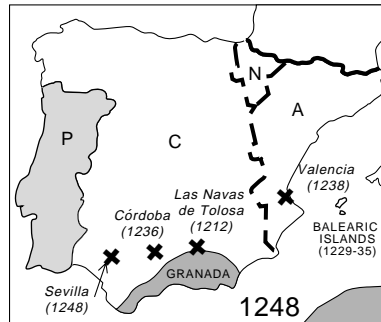 N
A
P
C
Valencia
(1238)
Las Navas
de Tolosa
(1212)
Córdoba
(1236)
BALEARIC
ISLANDS
(1229-35)
GRANADA
Sevilla
(1248)
1248